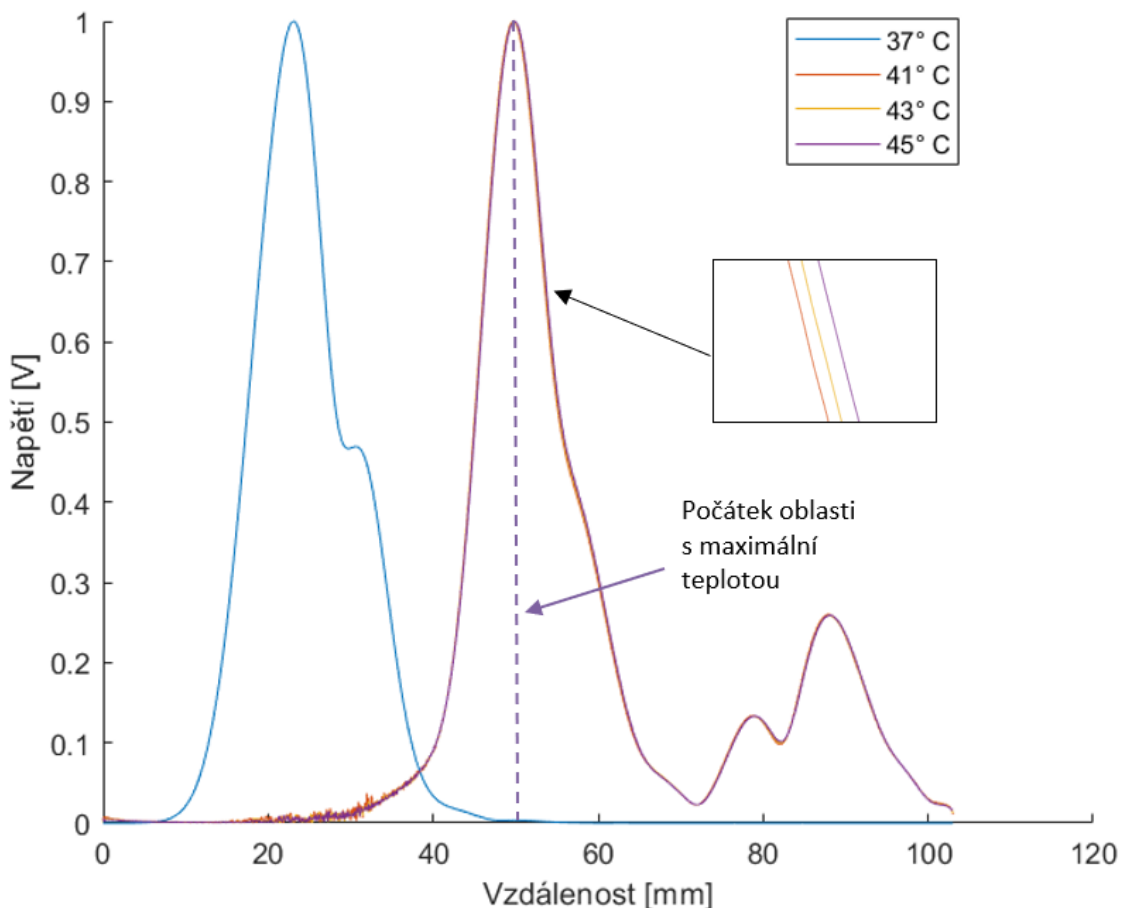 1
0.9
0.8
0.7
0.6
0.5
0.4
0.3
0.2
0.1
0
Napětí [V]
37° C
41° C
43° C
45° C
Počátek oblasti
s maximální
teplotou
0 20 40 60 80 100 120
Vzdálenost [mm]